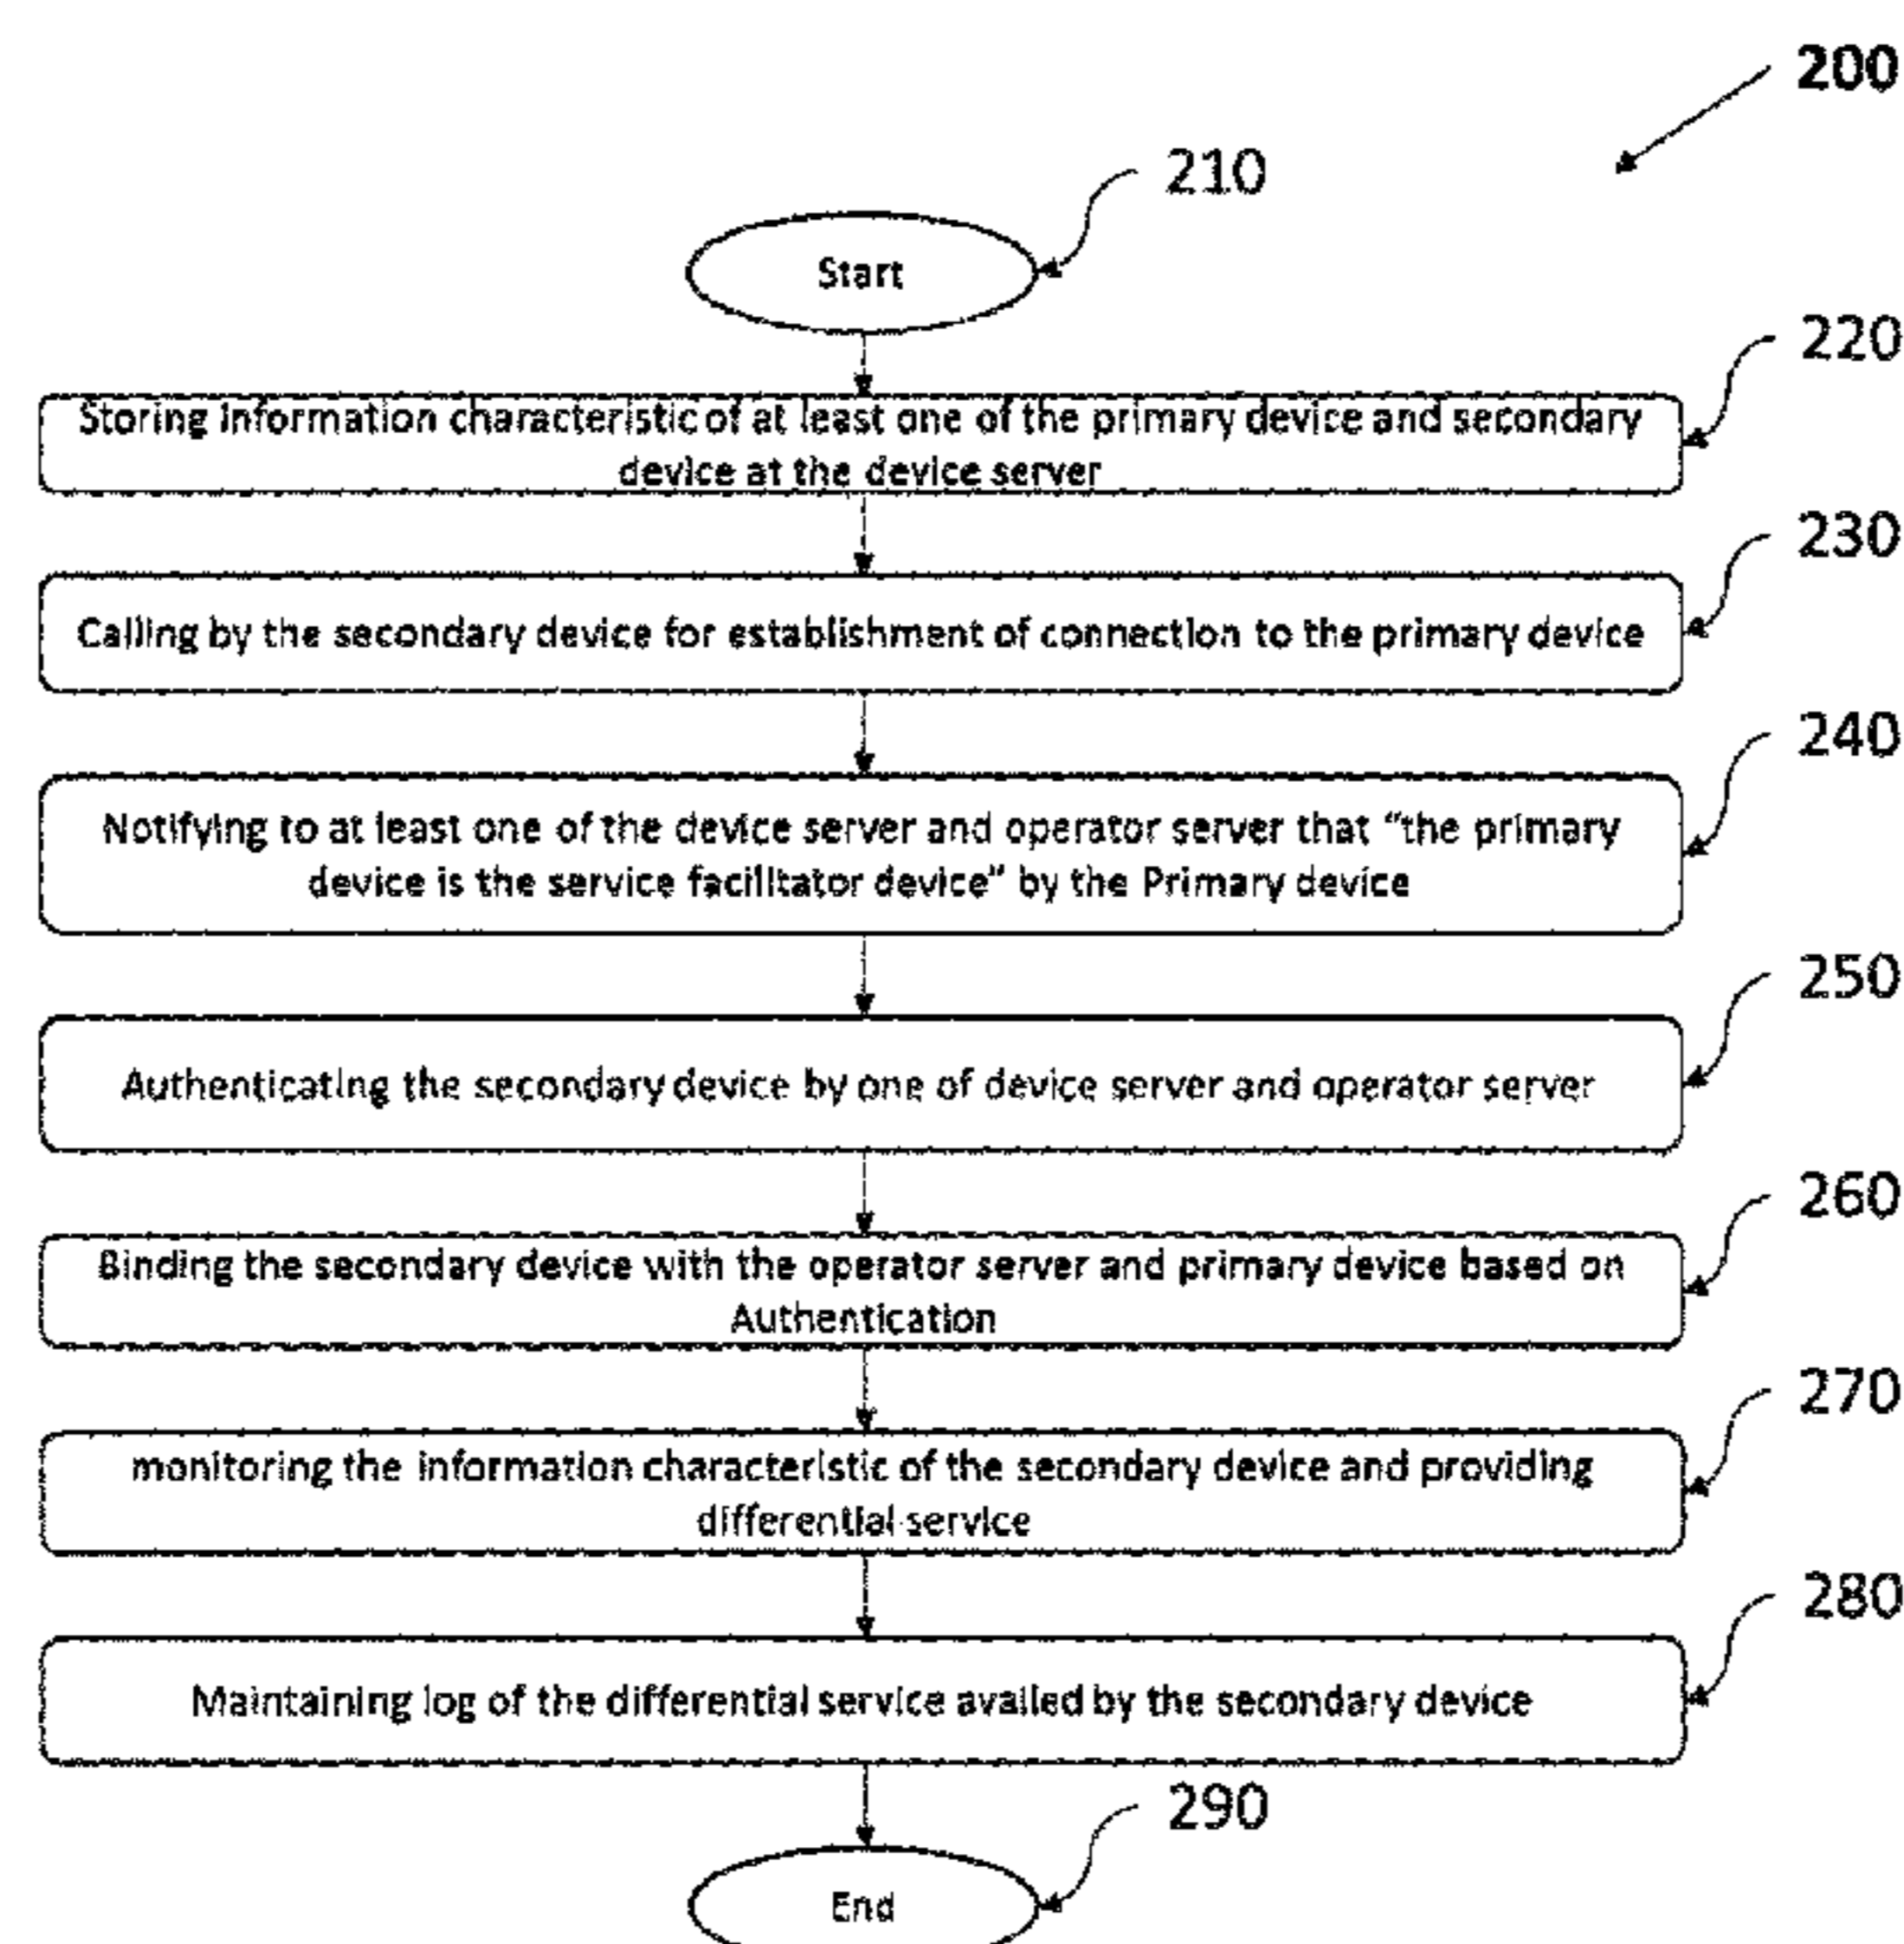 200
210
Start
220
Storing information characteristic of at least one of the primary device and secondary
device at the device server
230
Calling by the secondary device for establishment of connection to the primary device
240
Notifying to at least one of the device server and operator server that “the primary
device is the service facilitator device” by the Primary device
250
Authenticating the secondary device by one of device server and operator server
260
Binding the secondary device with the operator server and primary device based on
Authentication
270
monitoring the information characteristic of the secondary device and providing
differential service
280
Maintaining log of the differential service availed by the secondary device
290
End